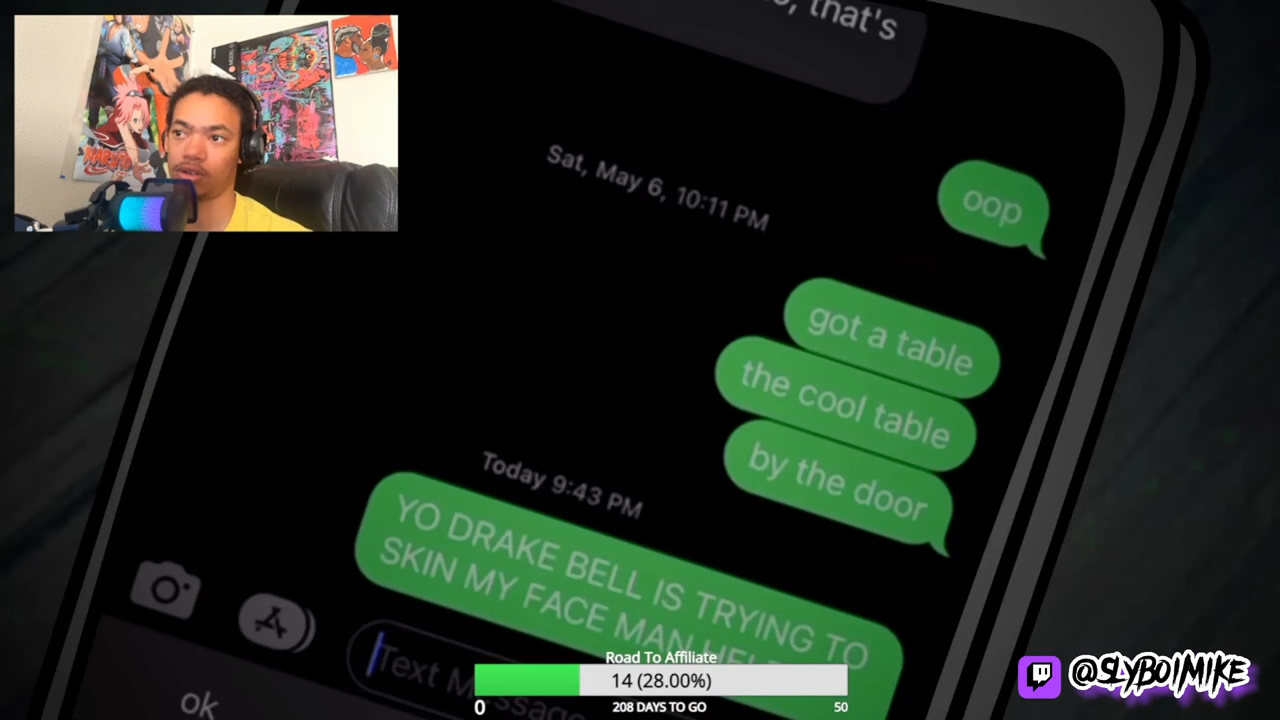 that's
Sat, May 6, 10:11 PM
oop
got a table
the cool table
by the door
Today 9:43 PM
YO DRAKE BELL IS TRYING TO
SKIN MY FACE MAN
Text
ok
NARUTO
Road To Affiliate
14 (28.00%)
0
208 DAYS TO GO
50
@SLYBOIMIKE